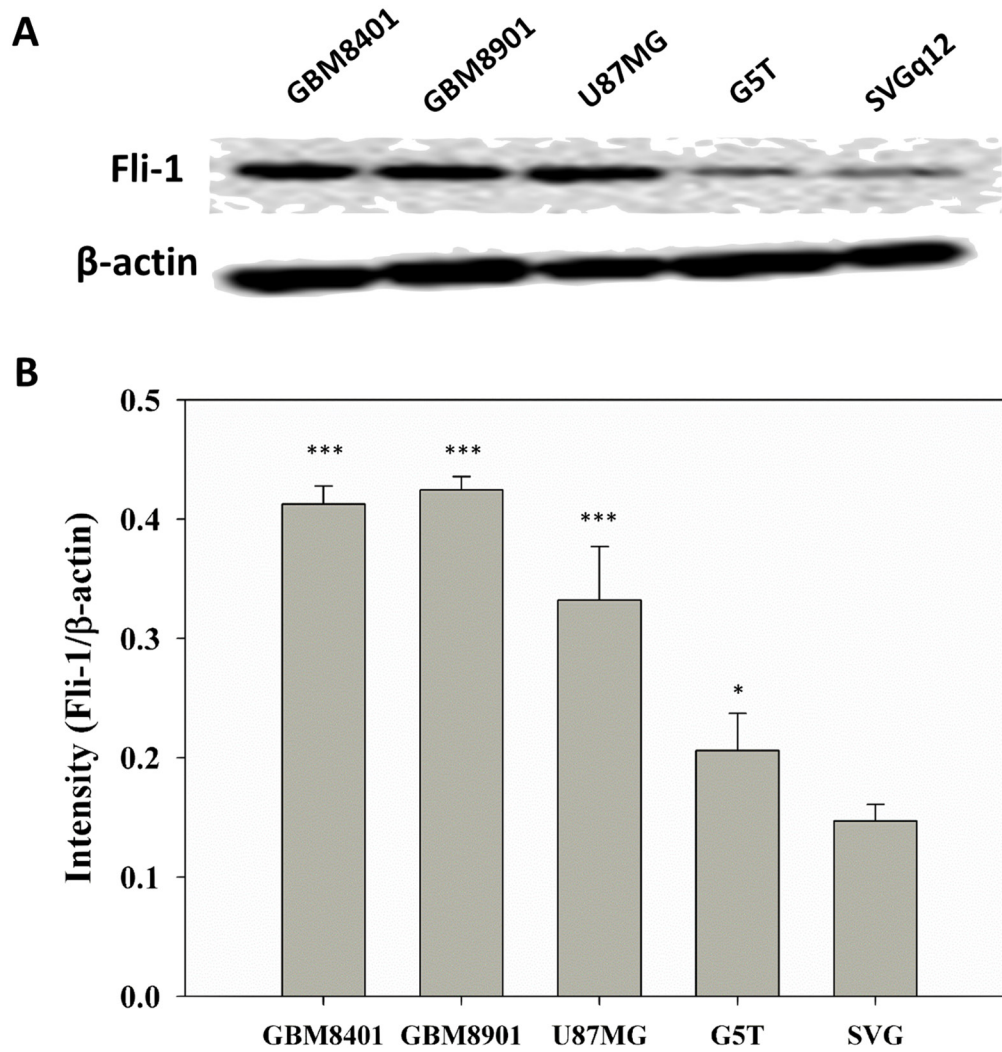 A
GBM8401 GBM8901 U87MG G5T SVGq12
Fli-1
β-actin
B
Intensity (Fli-1/β-actin)
0.5
0.4
0.3
0.2
0.1
0.0
*** *** *** *
GBM8401 GBM8901 U87MG G5T SVG